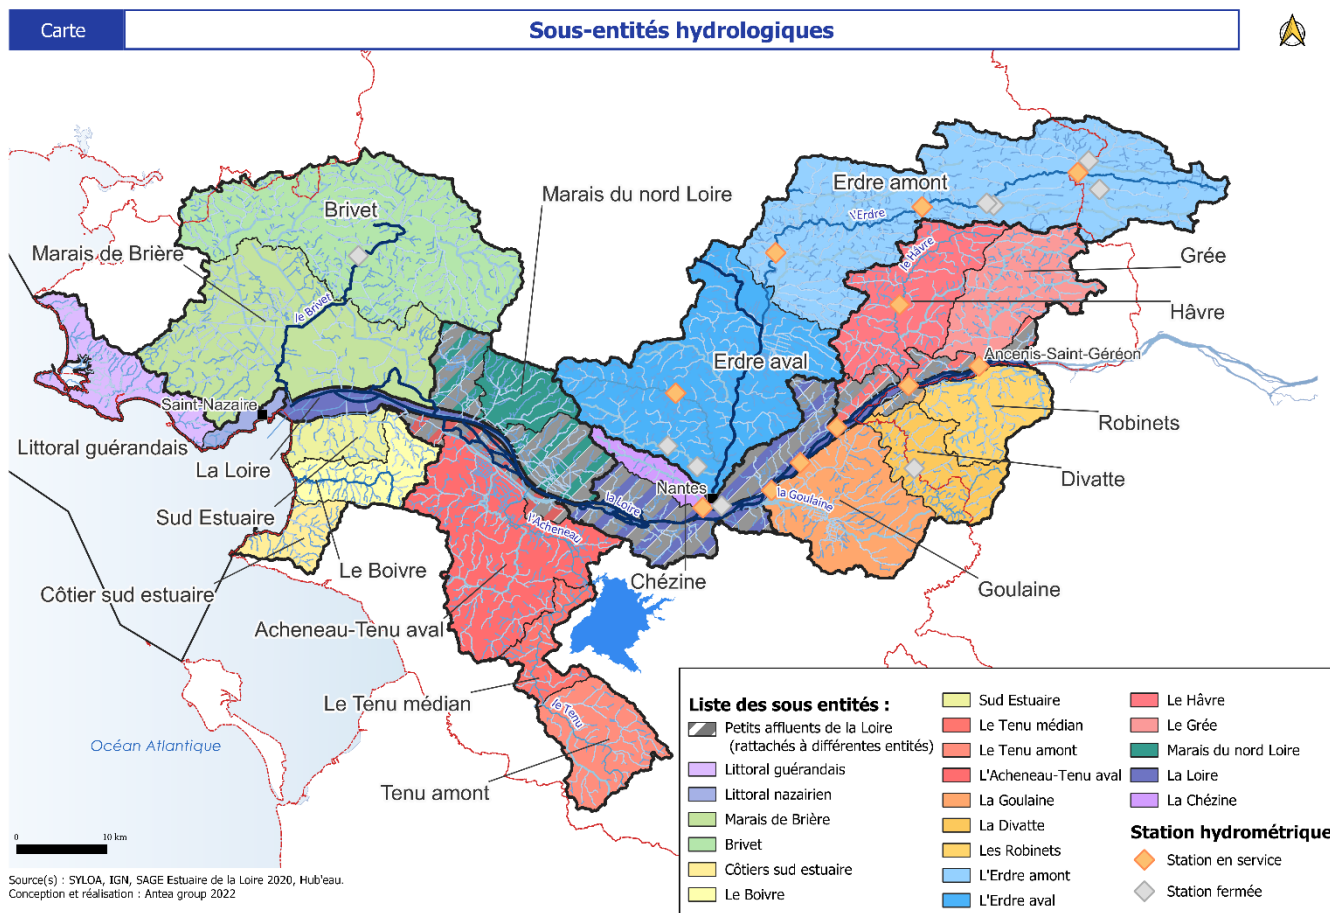 Carte
Sous-entités hydrologiques
Marais du nord Loire
Erdre amont
l'Erdre
Brivet
Marais de Brière
le Hâvre
Grée
le Brivet
Hâvre
Ancenis-Saint-Géréon
Erdre aval
Saint-Nazaire
Littoral guérandais
Robinets
La Loire
Divatte
Nantes
la Goulaine
la Loire
Sud Estuaire
l'Acheneau
Le Boivre
Chézine
Goulaine
Côtier sud estuaire
Acheneau-Tenu aval
Le Tenu médian
le Tenu
Océan Atlantique
Tenu amont
0 10 km
Liste des sous entités :
Petits affluents de la Loire
(rattachés à différentes entités)
Littoral guérandais
Littoral nazairien
Marais de Brière
Brivet
Côtiers sud estuaire
Le Boivre
Sud Estuaire
Le Tenu médian
Le Tenu amont
L'Acheneau-Tenu aval
La Goulaine
La Divatte
Les Robinets
L'Erdre amont
L'Erdre aval
Le Hâvre
Le Grée
Marais du nord Loire
La Loire
La Chézine
Station hydrométrique
Station en service
Station fermée
Source(s) : SYLOA, IGN, SAGE Estuaire de la Loire 2020, Hub'eau.
Conception et réalisation : Antea group 2022